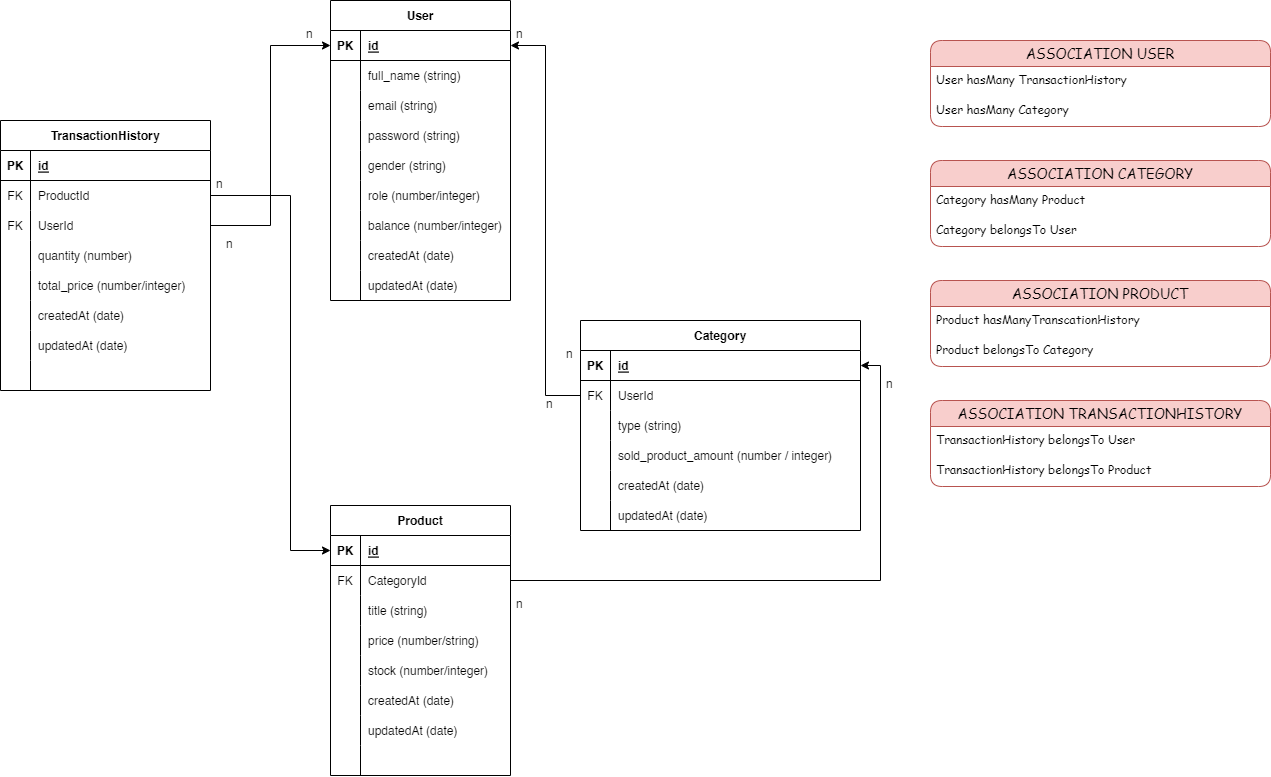 User
PK id
full_name (string)
email (string)
password (string)
gender (string)
role (number/integer)
balance (number/integer)
createdAt (date)
updatedAt (date)
n
n
TransactionHistory
PK id
FK ProductId
FK UserId
quantity (number)
total_price (number/integer)
createdAt (date)
updatedAt (date)
n
n
Category
PK id
FK UserId
type (string)
sold_product_amount (number / integer)
createdAt (date)
updatedAt (date)
n
n
n
Product
PK id
FK CategoryId
title (string)
price (number/string)
stock (number/integer)
createdAt (date)
updatedAt (date)
n
ASSOCIATION USER
User hasMany TransactionHistory
User hasMany Category
ASSOCIATION CATEGORY
Category hasMany Product
Category belongsTo User
ASSOCIATION PRODUCT
Product hasManyTranscationHistory
Product belongsTo Category
ASSOCIATION TRANSACTIONHISTORY
TransactionHistory belongsTo User
TransactionHistory belongsTo Product